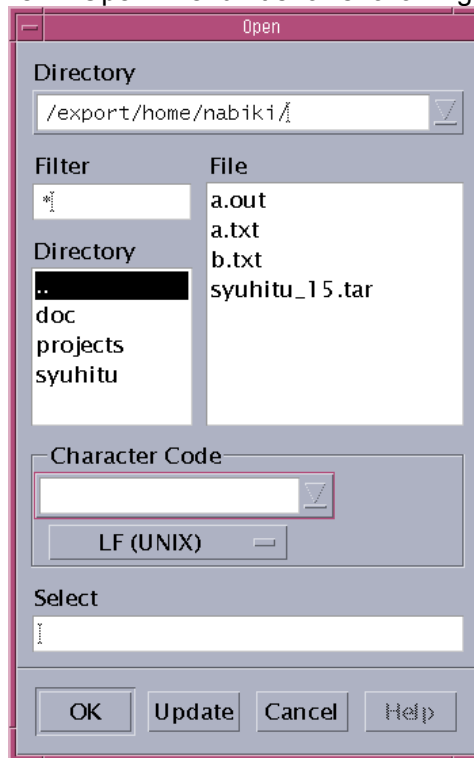 Open
Directory
/export/home/nabiki/
Filter
File
*
a.out
a.txt
Directory
b.txt
..
syuhitu_15.tar
doc
projects
syuhitu
Character Code
LF (UNIX)
Select
OK Update Cancel Help